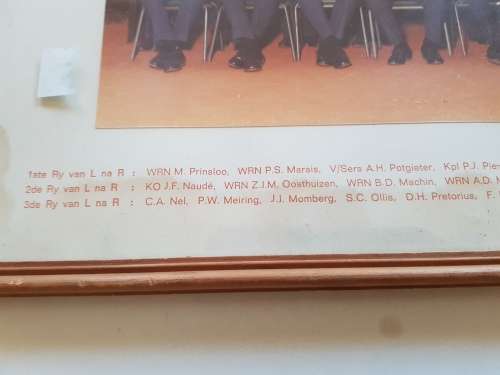 1ste Ry van L na R : WRN M. Prinsloo, WRN P.S. Marais, V/Sers A.H. Potgieter, Kpl P.J. Pie
2de Ry van L na R : KO J.F. Naudé, WRN Z.J.M. Oosthuizen, WRN B.D. Machin, WRN A.D. M
3de Ry van L na R : C.A. Nel, P.W. Meiring, J.J. Momberg, S.C. Ollis, D.H. Pretorius, F.